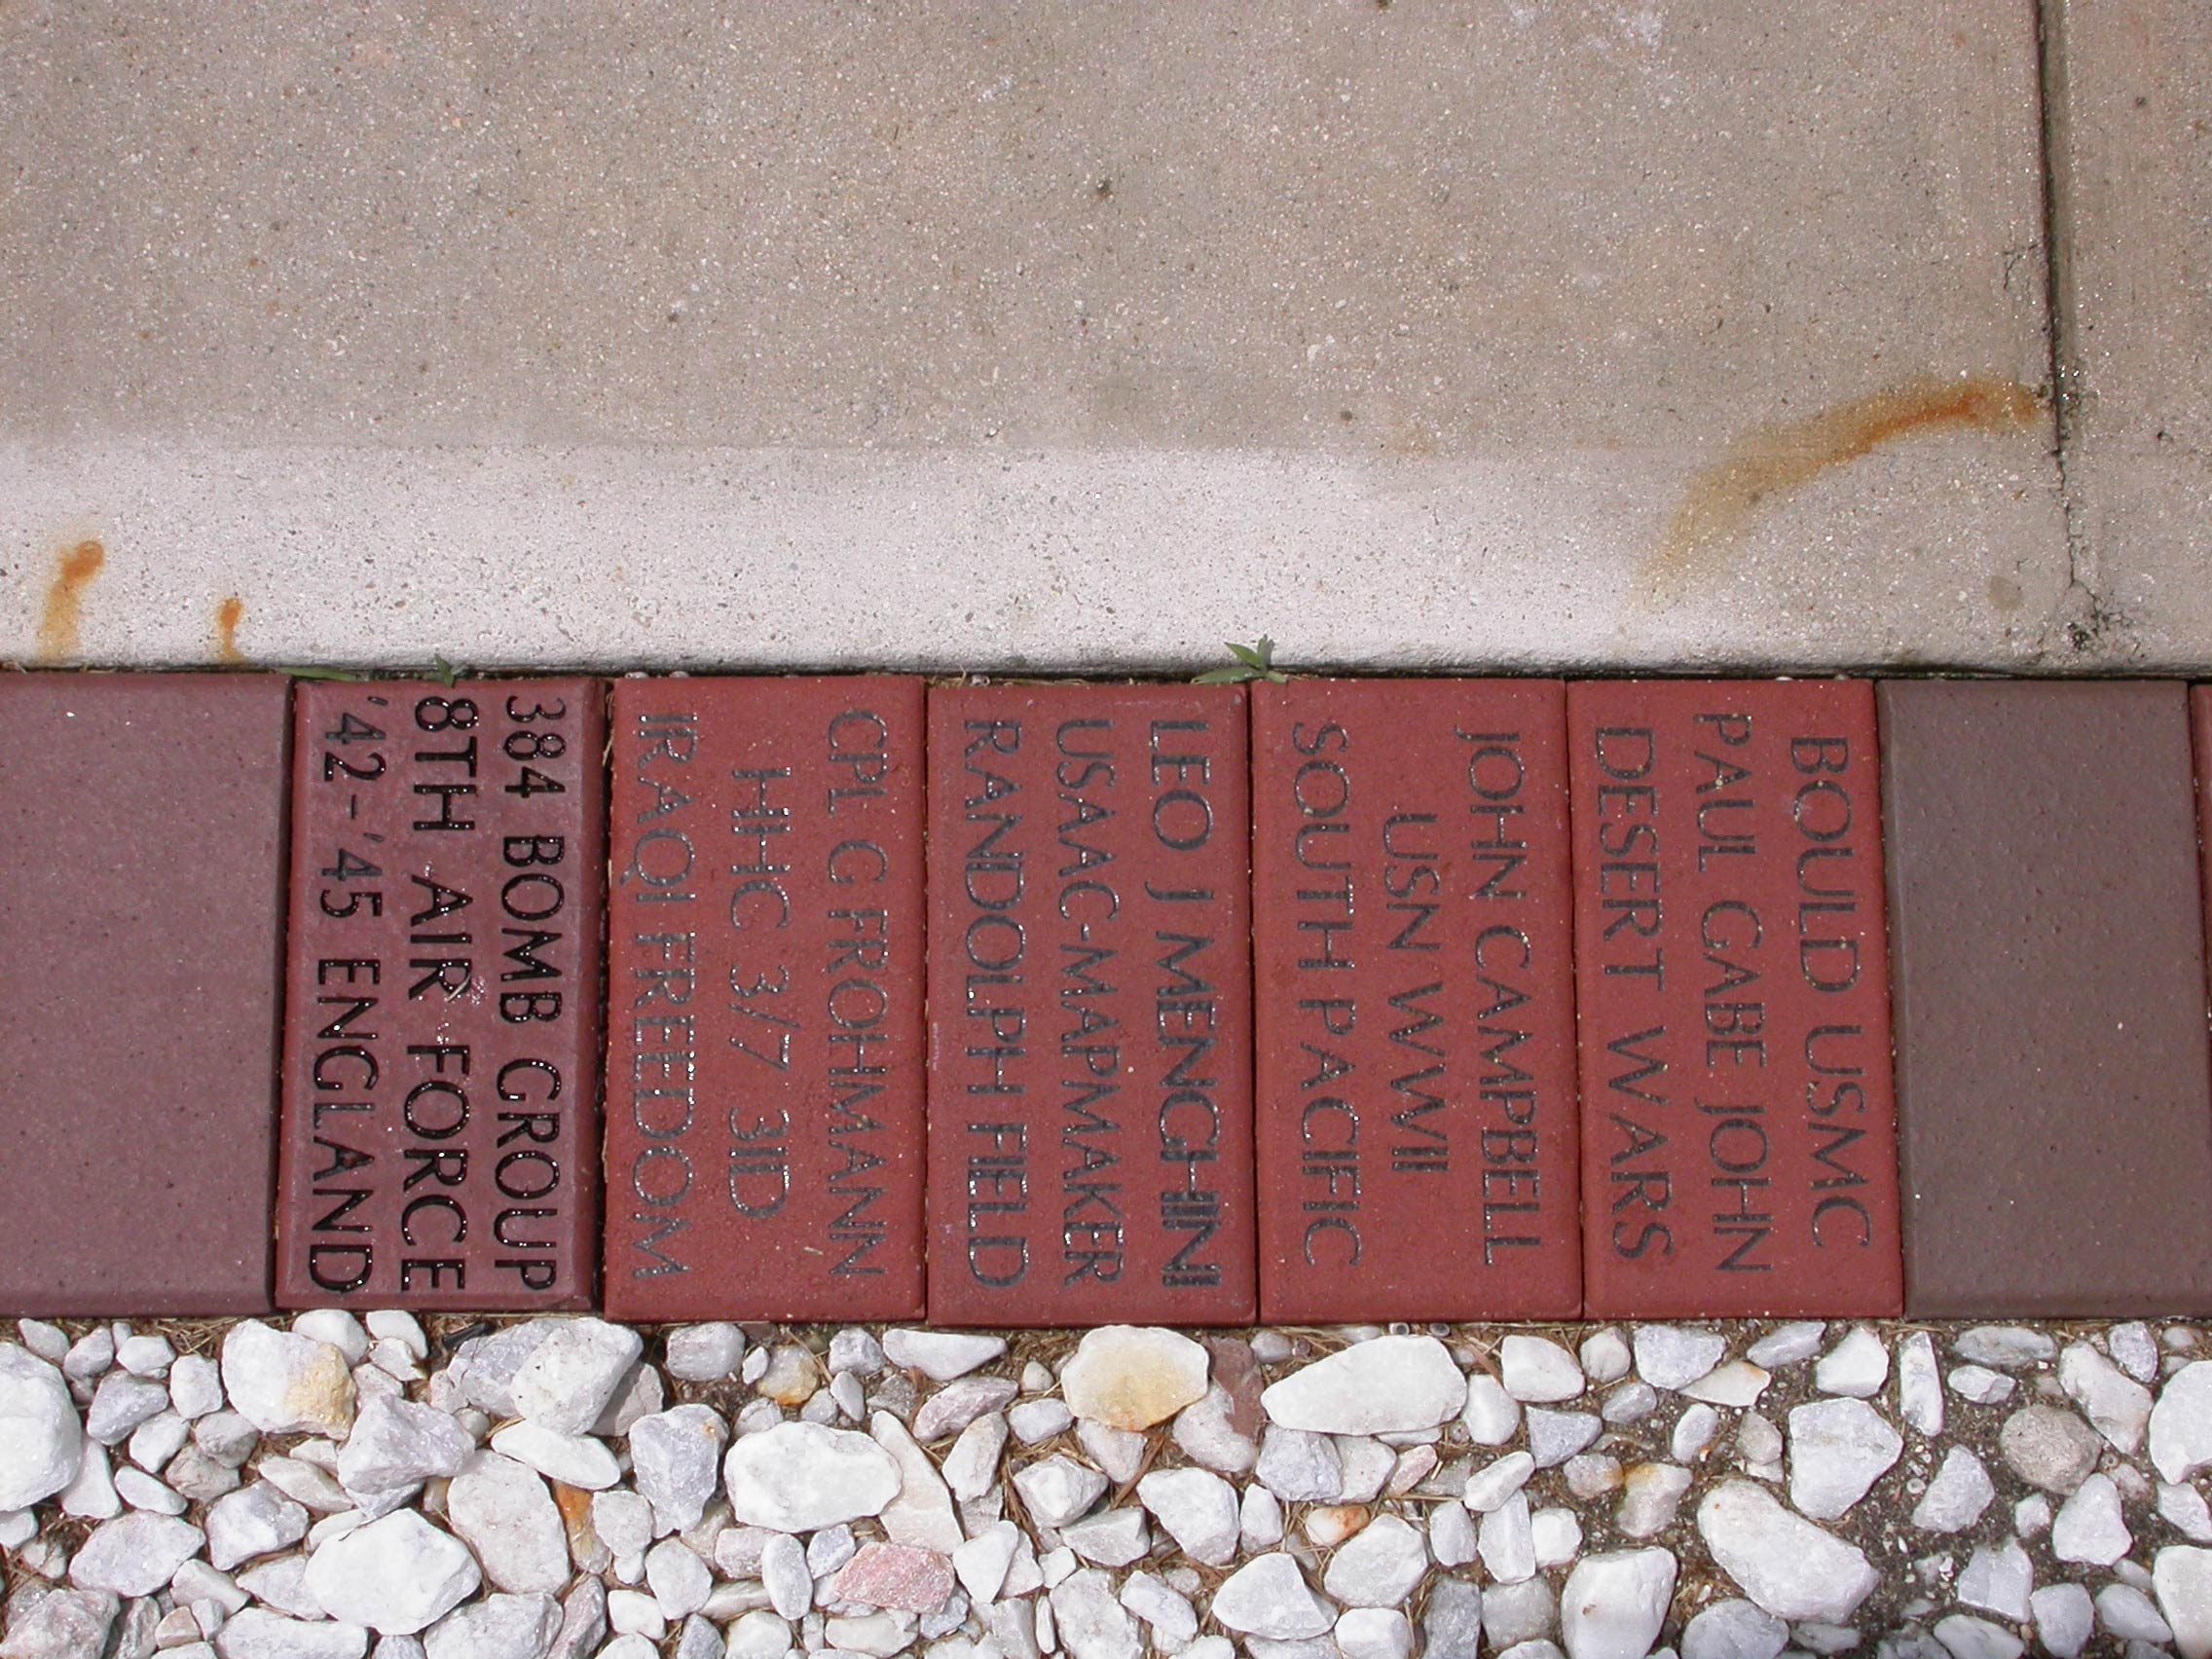 BOULD USMC
PAUL GABE JOHN
DESERT WARS
JOHN CAMPBELL
USN WWII
SOUTH PACIFIC
LEO J MENGHINI
USAAC-MAPMAKER
RANDOLPH FIELD
CPL C FROHMANN
HHC 3/7 3ID
IRAQI FREEDOM
384 BOMB GROUP
8TH AIR FORCE
'42-'45 ENGLAND